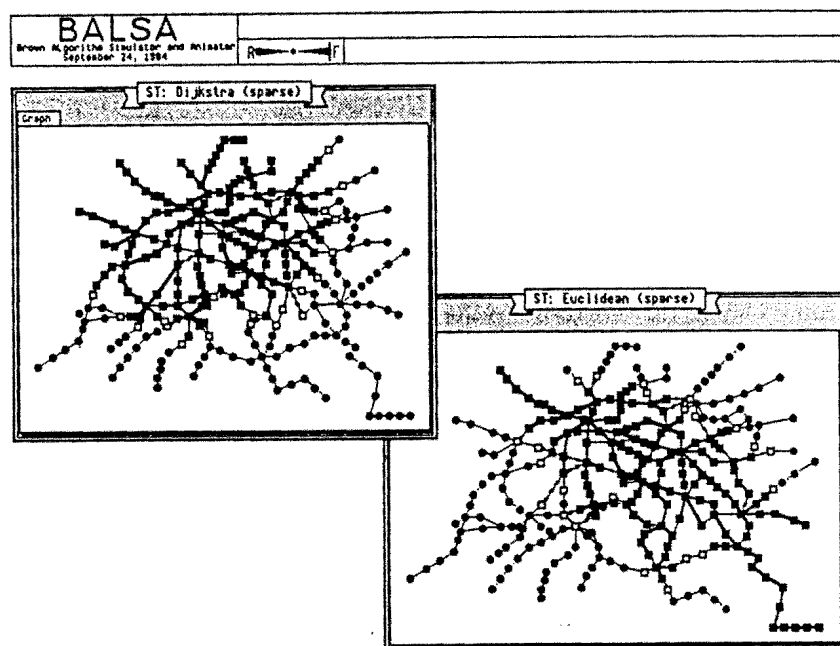 BALSA
Brown Algorithm Simulator and Animator
September 24, 1984
R F
ST: Dijkstra (sparse)
Graph
ST: Euclidean (sparse)